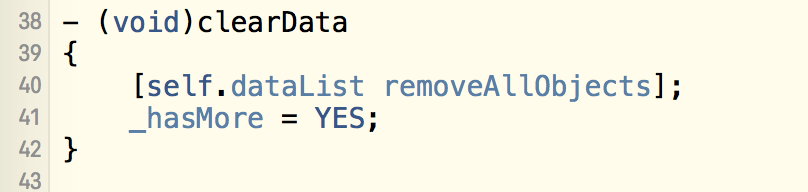 38 - (void)clearData
39 {
40     [self.dataList removeAllObjects];
41     _hasMore = YES;
42 }
43